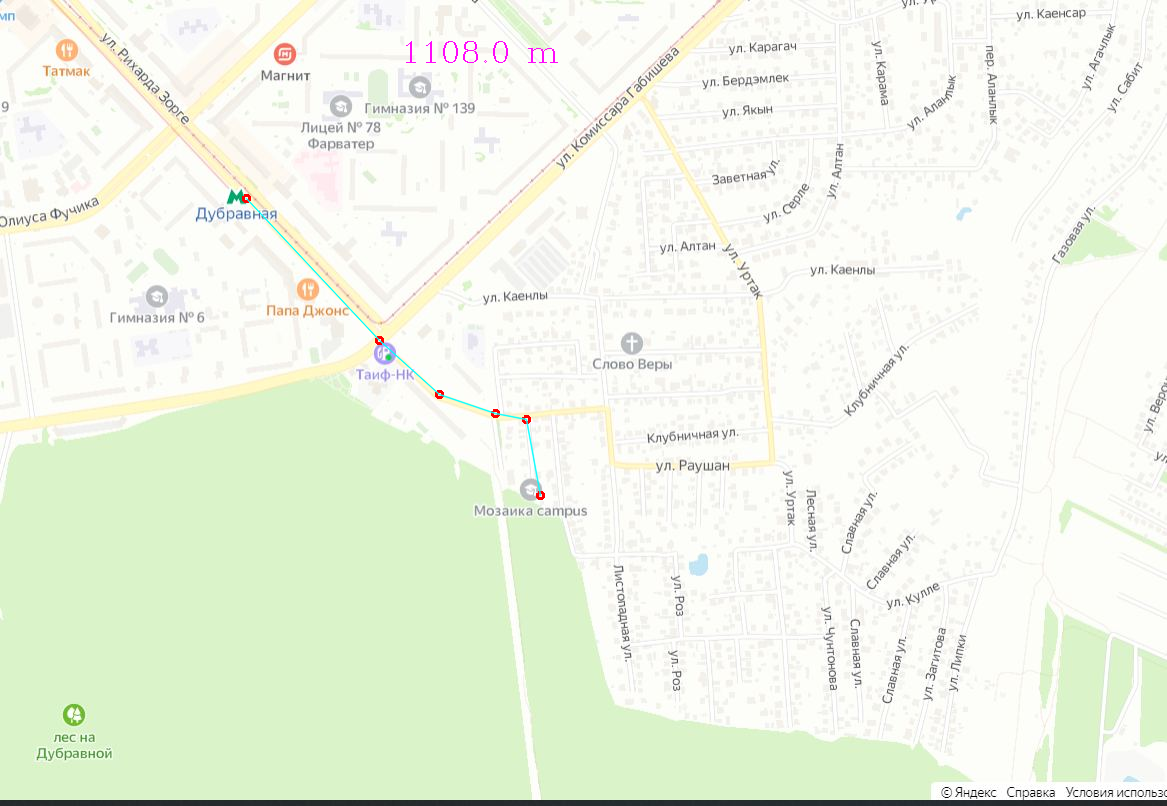 мп
ул. Рихарда Зорге
Татмак
Магнит
1108.0 m
Гимназия № 139
Лицей № 78
Фарватер
9
ул. Комиссара Габишева
ул. Карагач
ул. Бердэмлек
ул. Якын
ул. Карама
ул. Аланлык
пер. Аланлык
ул. Каенсар
ул. Агачлык
ул. Сабит
Заветная ул.
ул. Серле
ул. Алтан
ул. Алтан
ул. Уртак
Газовая ул.
Юлиуса Фучика
Дубравная
Гимназия № 6
Папа Джонс
Таиф-НК
ул. Каенлы
ул. Каенлы
Слово Веры
Клубничная ул.
Клубничная ул.
ул. Раушан
ул. Уртак
Лесная ул.
Славная ул.
Славная ул.
ул. Кулле
Мозаика campus
Листопадная ул.
ул. Роз
ул. Роз
ул. Чунтонова
Славная ул.
Славная ул.
ул. Загитова
ул. Липки
лес на
Дубравной
© Яндекс Справка Условия использо